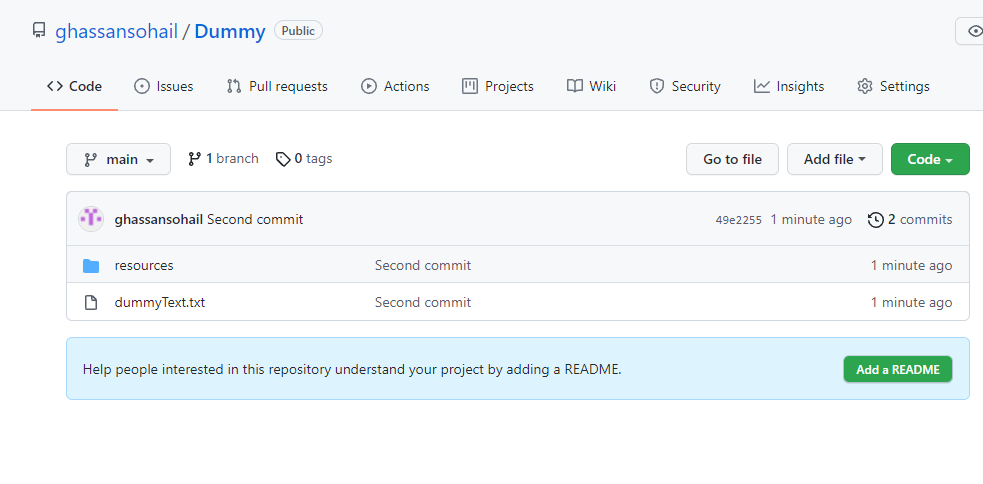 ghassansohail / Dummy Public
Code Issues Pull requests Actions Projects Wiki Security Insights Settings
main 1 branch 0 tags Go to file Add file Code
ghassansohail Second commit 49e2255 1 minute ago 2 commits
resources Second commit 1 minute ago
dummyText.txt Second commit 1 minute ago
Help people interested in this repository understand your project by adding a README. Add a README